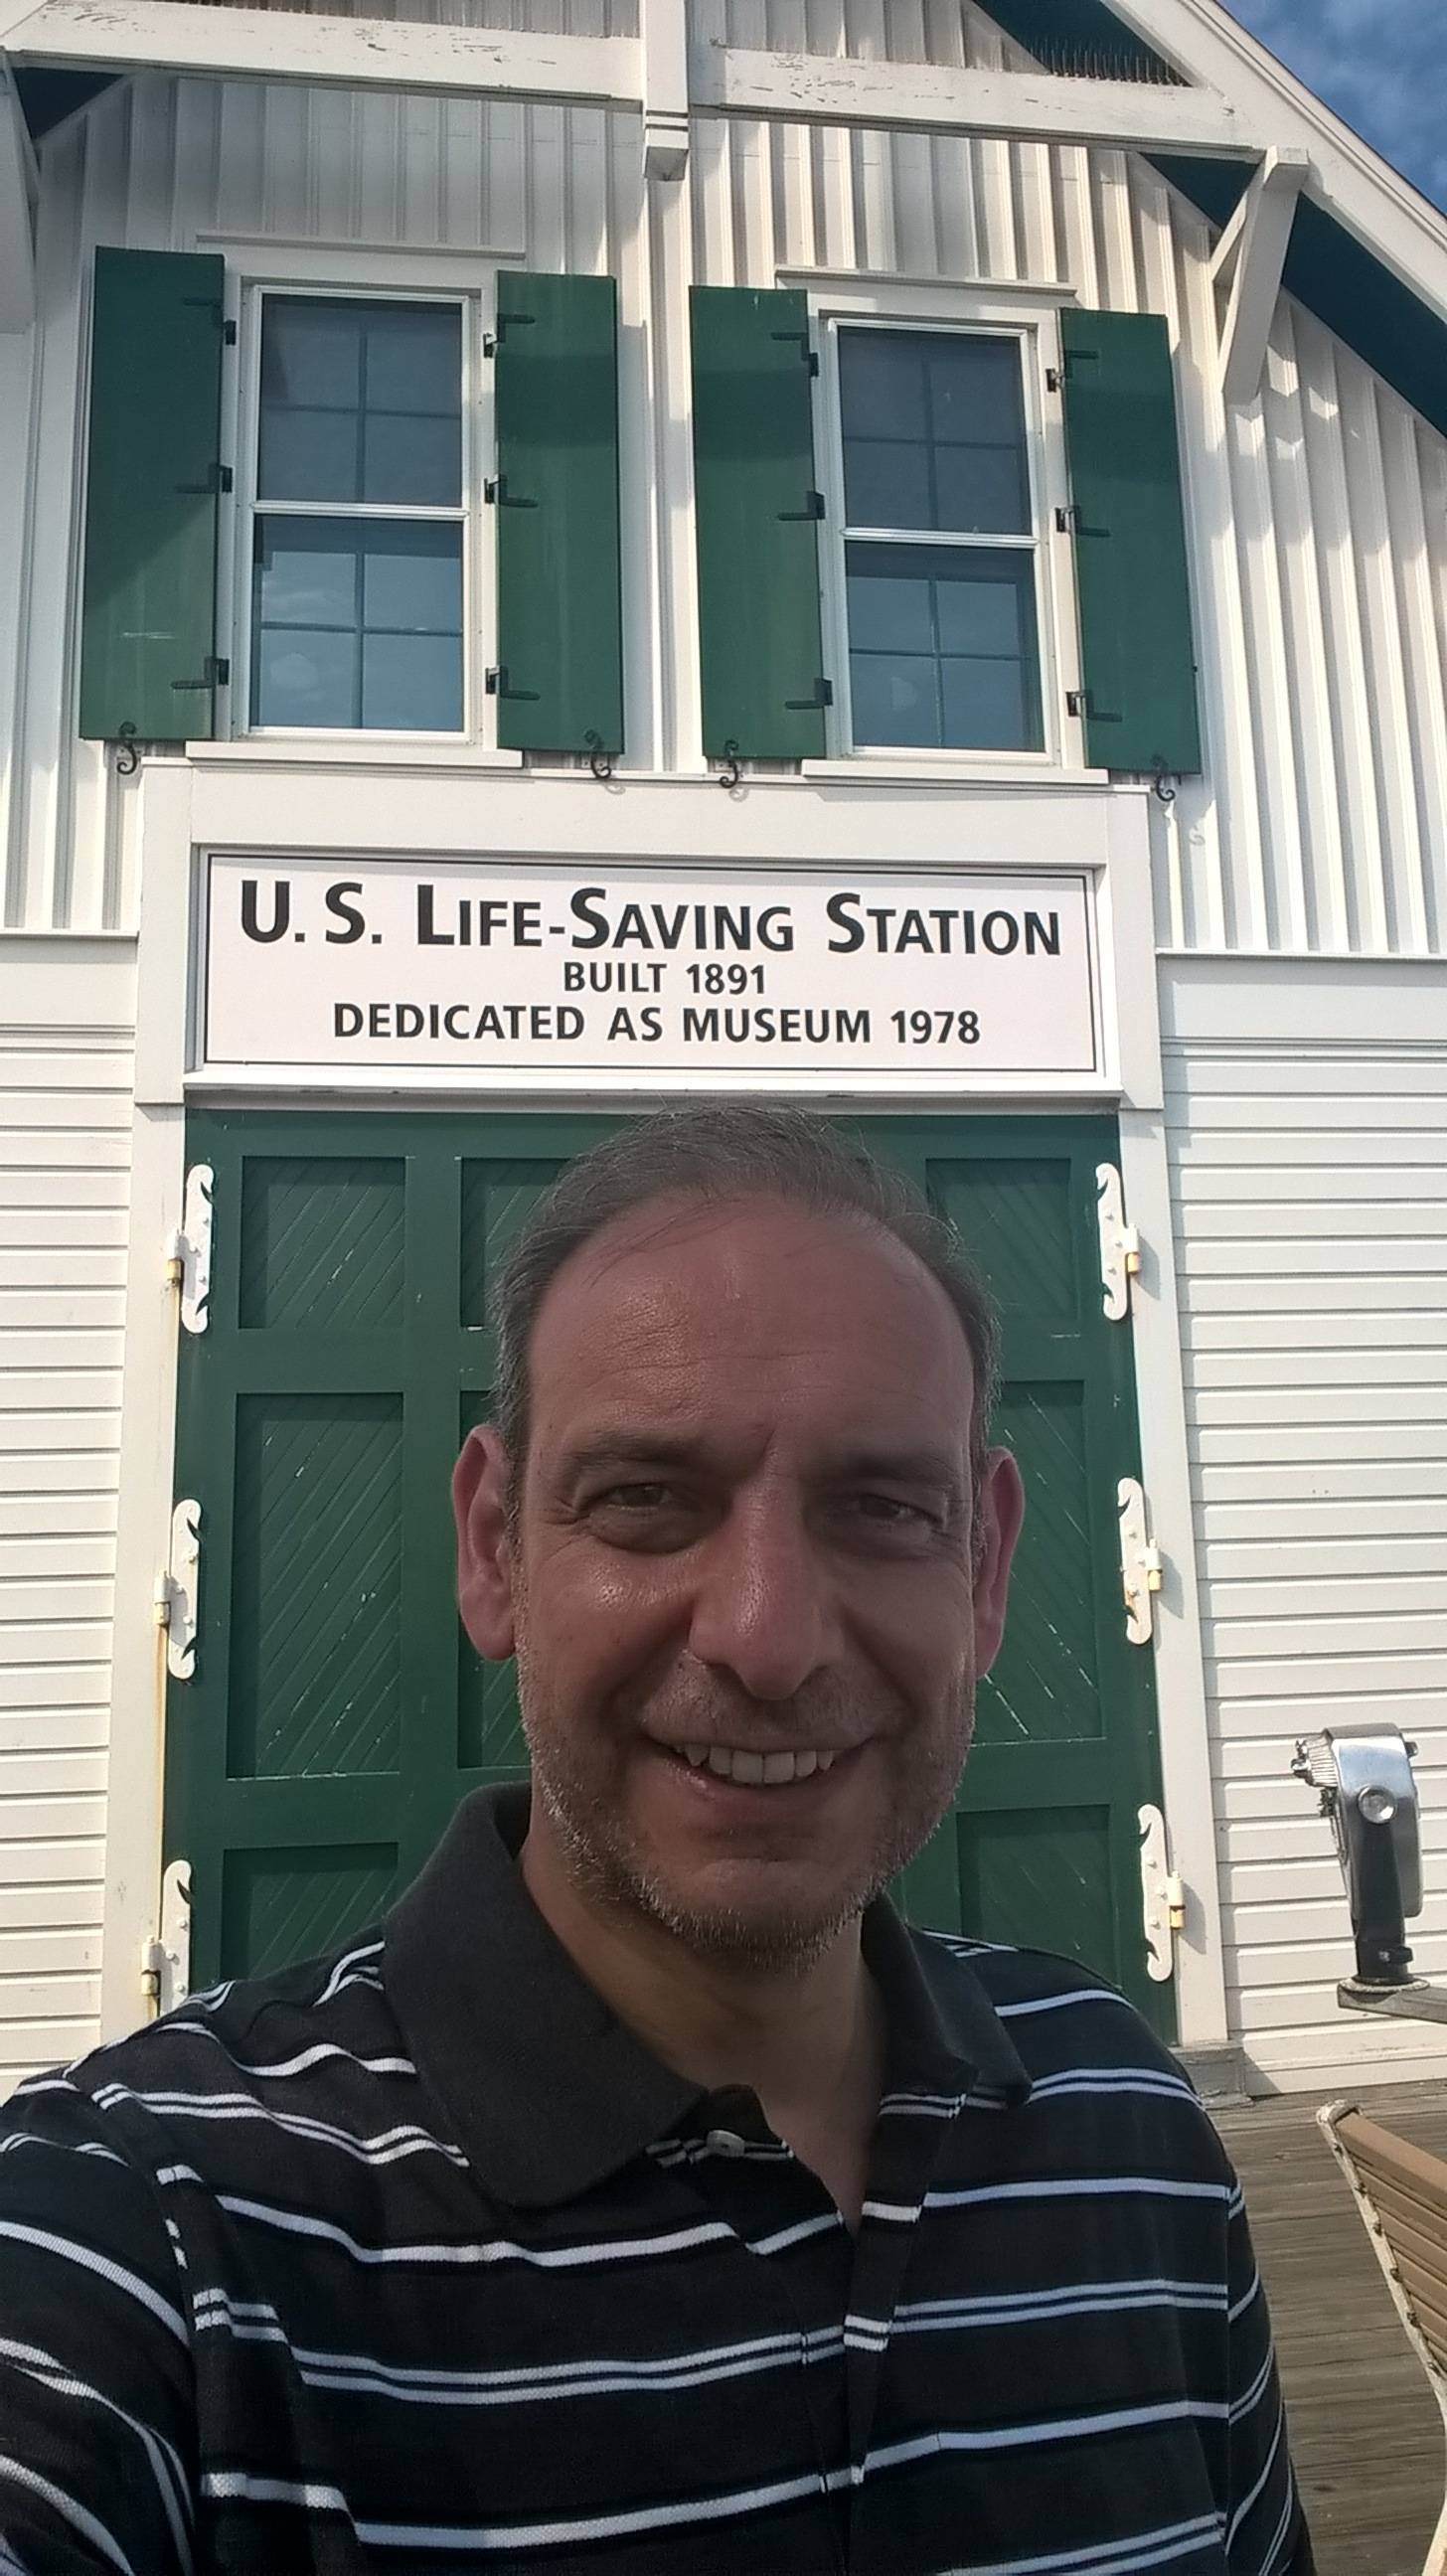 U.S. LIFE-SAVING STATION
BUILT 1891
DEDICATED AS MUSEUM 1978